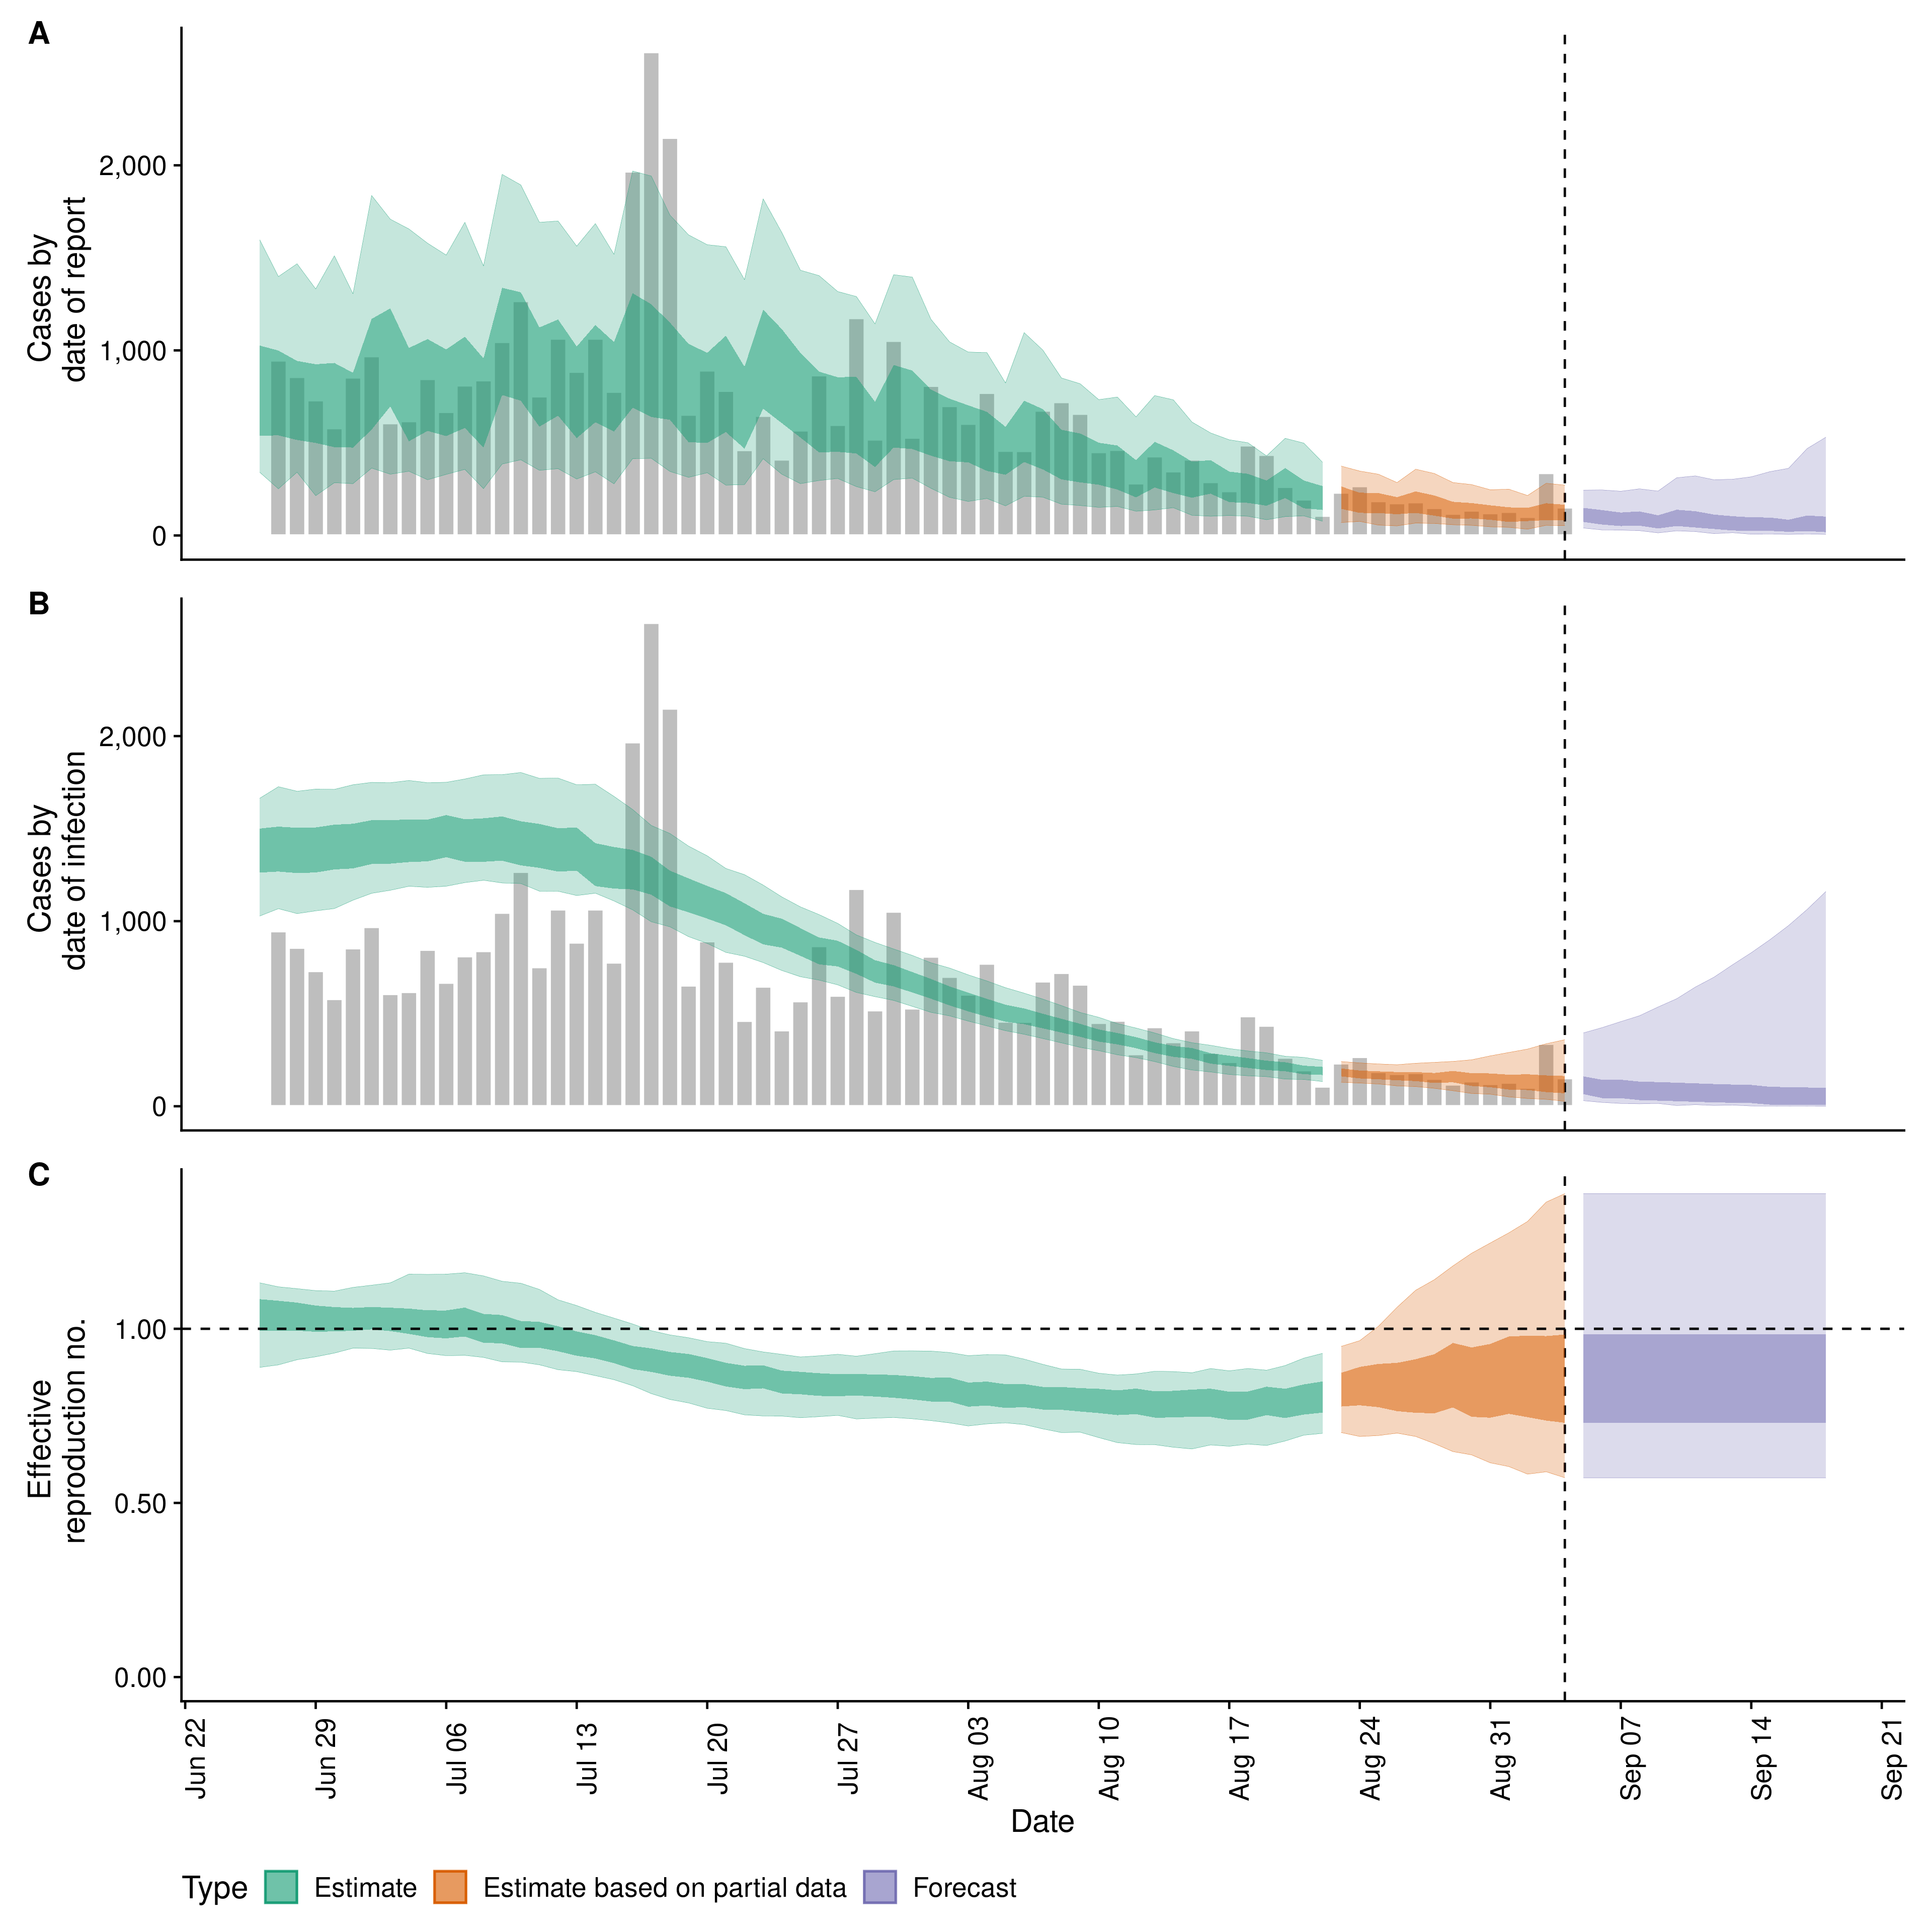 A
Cases by
date of report
2,000
1,000
0
B
Cases by
date of infection
2,000
1,000
0
C
Effective
reproduction no.
1.00
0.50
0.00
Jun 22
Jun 29
Jul 06
Jul 13
Jul 20
Jul 27
Aug 03
Aug 10
Aug 17
Aug 24
Aug 31
Sep 07
Sep 14
Sep 21
Date
Type Estimate Estimate based on partial data Forecast